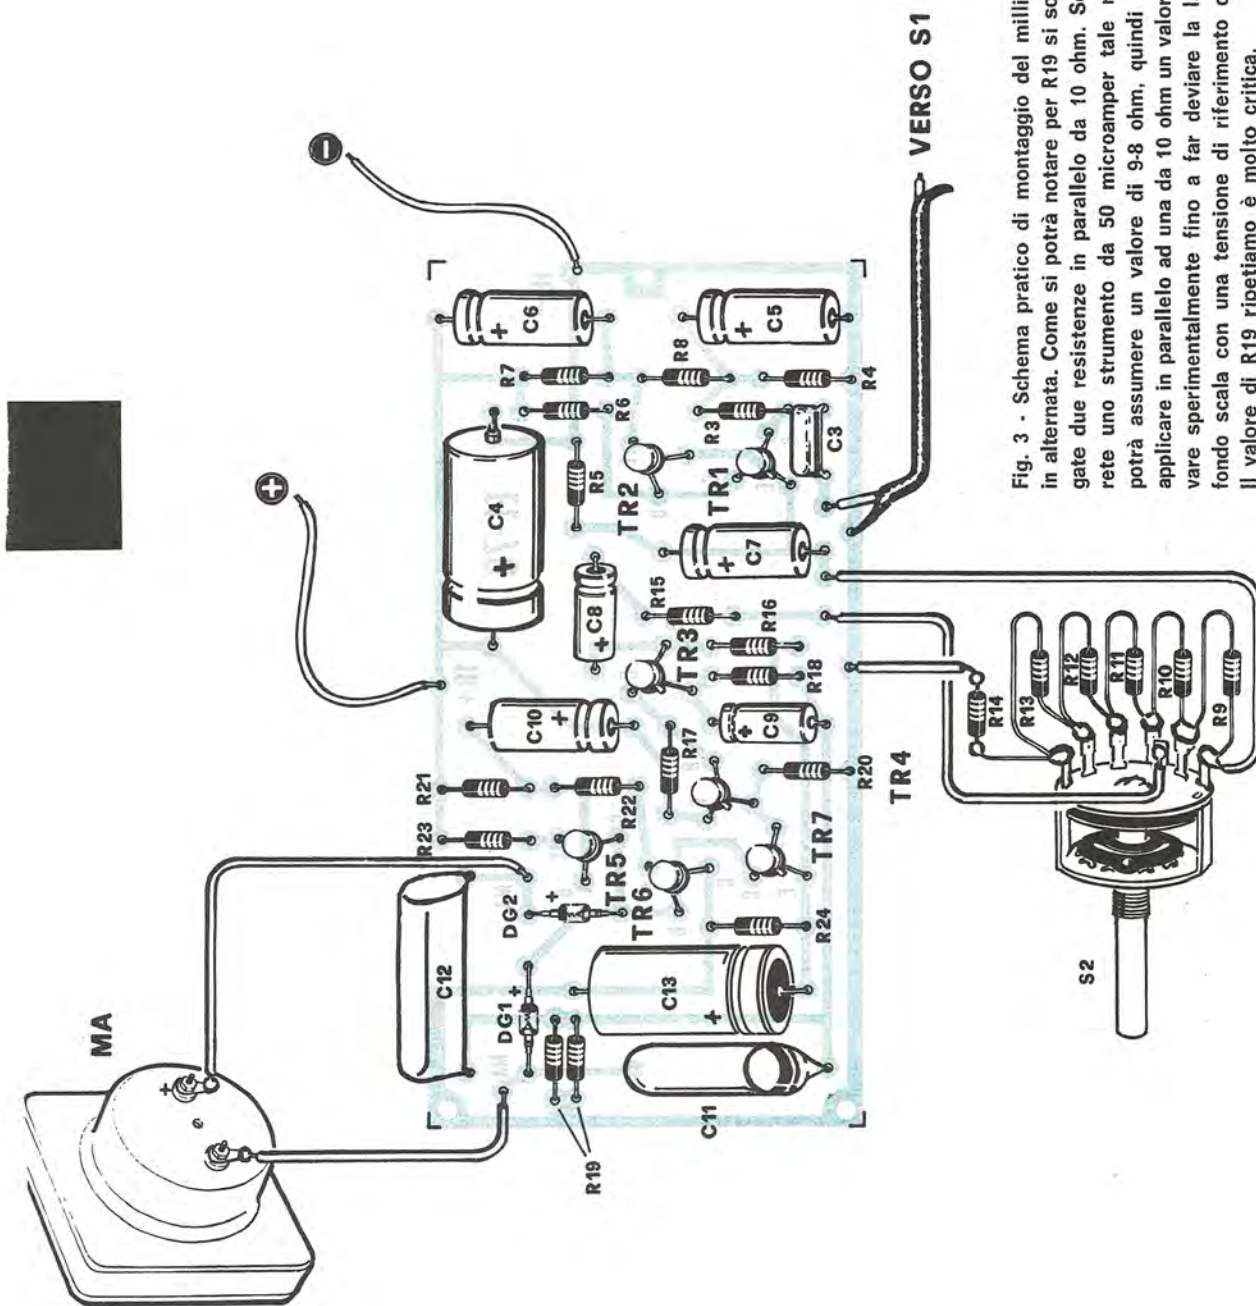 MA
+
R19
C12
DG1
+
DG2
+
R23
R21
C11
C13
+
R24
TR6
TR5
TR7
R22
R17
C10
+
+
C9
R20
TR4
R18
R16
TR3
R15
C8
+
C4
+
+
C7
TR2
TR1
R5
R6
R7
R3
R8
R4
C3
+
C6
+
C5
+
-
VERSO S1
S2
R14
R13
R12
R11
R10
R9
Fig. 3 - Schema pratico di montaggio del
in alternata. Come si potrà notare per R19 si
gate due resistenze in parallelo da 10 ohm.
rete uno strumento da 50 microamper tale
potrà assumere un valore di 9-8 ohm, quindi
applicare in parallelo ad una da 10 ohm un
vare sperimentalmente fino a far deviare la
fondo scala con una tensione di riferimento
Il valore di R19 ripetiamo è molto critica.